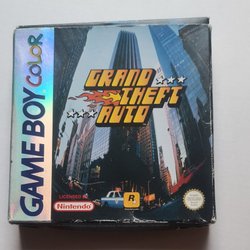 GAME BOY COLOR
GRAND
THEFT
AUTO
LICENSED BY
Nintendo
R